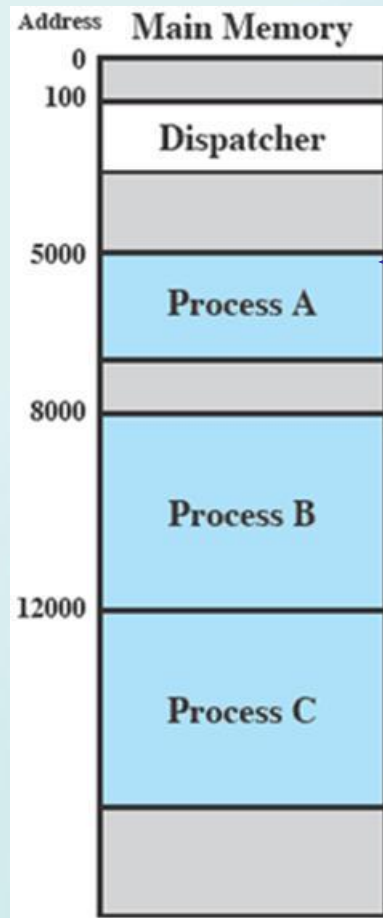 Address Main Memory
0
100
Dispatcher
5000
Process A
8000
Process B
12000
Process C